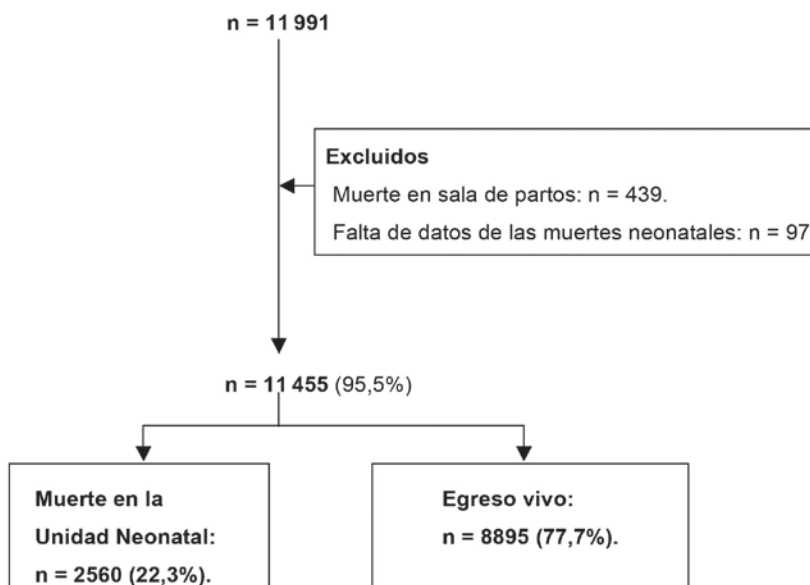 n = 11 991
Excluidos
Muerte en sala de partos: n = 439.
Falta de datos de las muertes neonatales: n = 97
n = 11 455 (95,5%)
Muerte en la
Unidad Neonatal:
n = 2560 (22,3%).
Egreso vivo:
n = 8895 (77,7%).